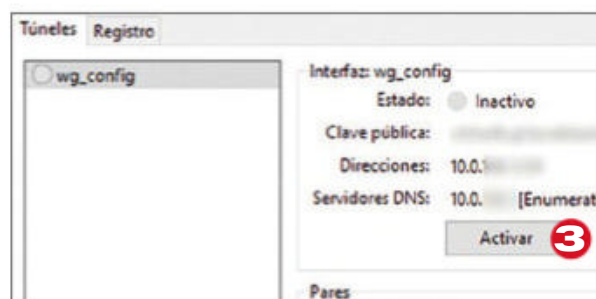 Túneles Registro
wg_config
Interfaz: wg_config
Estado: Inactivo
Clave pública:
Direcciones: 10.0.
Servidores DNS: 10.0. [Enumerat
Activar 3
Pares